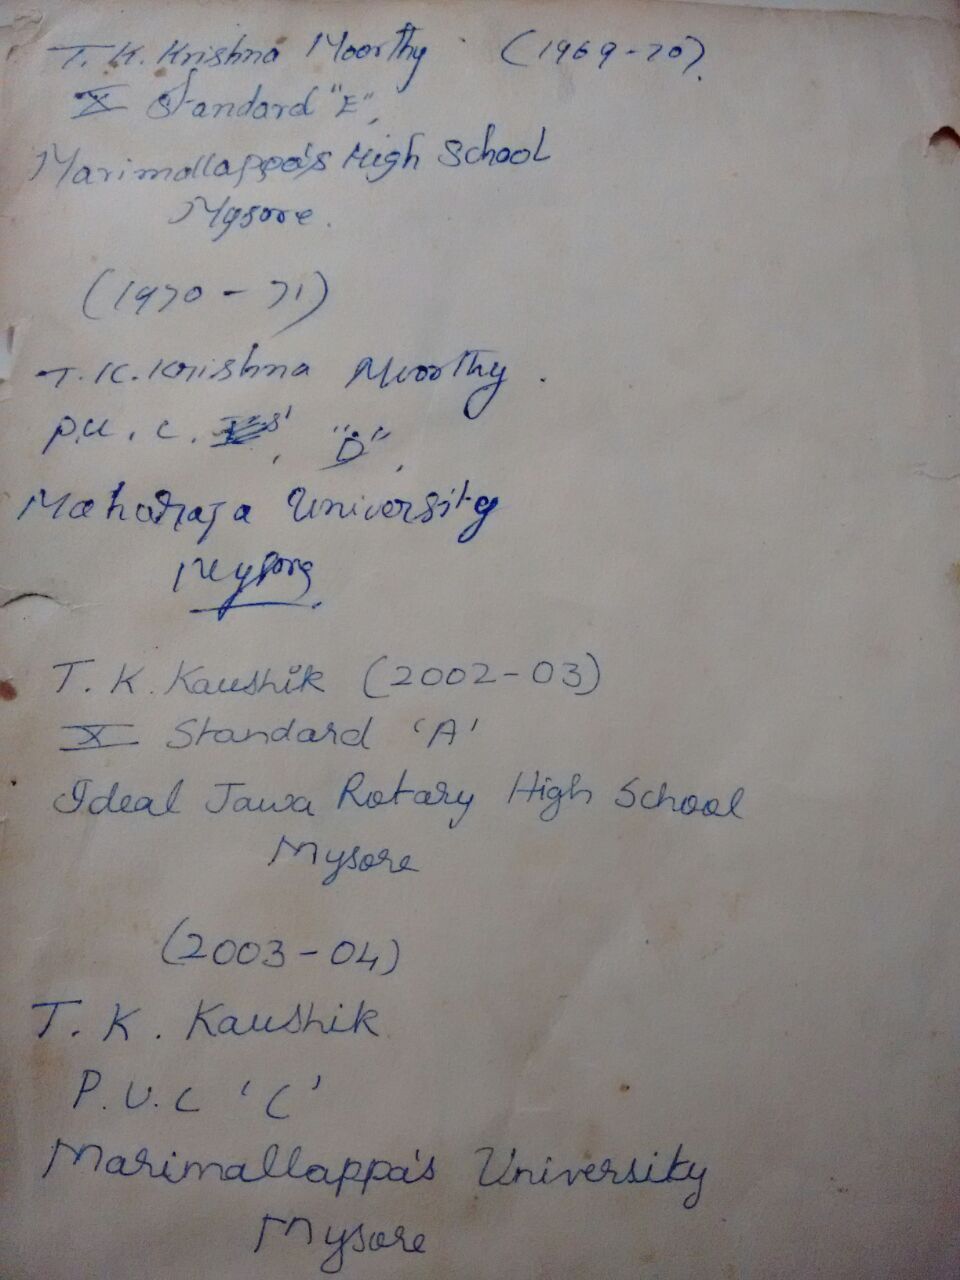 T. K. Krishna Moorthy (1969-70).
X Standard "E",
Marimallappa's High School
Mysore.
(1970 - 71)
T. K. Krishna Moorthy.
P.U. C. "D",
Maharaja University
Mysore.
T. K. Kaushik (2002-03)
X Standard 'A'
Ideal Jawa Rotary High School
Mysore
(2003-04)
T. K. Kaushik
P.U.C 'C'
Marimallappa's University
Mysore